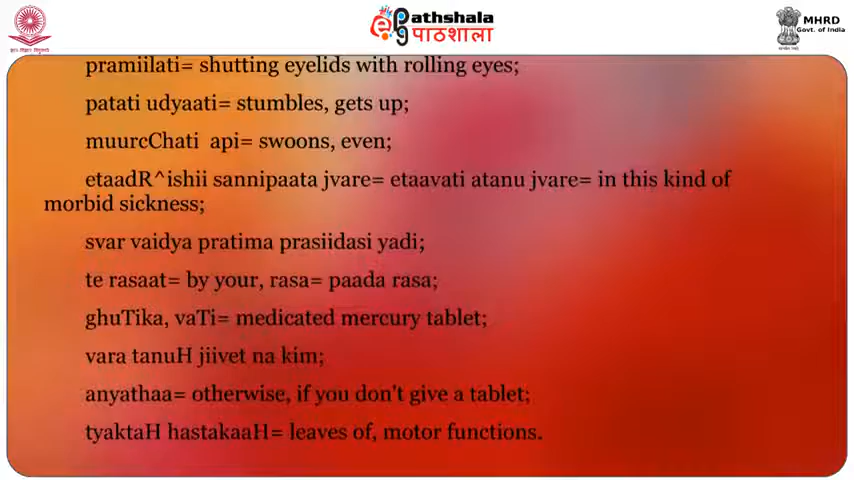 ePathshala
पाठशाला
MHRD
Govt. of India
pramiilati= shutting eyelids with rolling eyes;
patati udyaati= stumbles, gets up;
muurcChati api= swoons, even;
etaadR^ishii sannipaata jvare= etaavati atanu jvare= in this kind of
morbid sickness;
svar vaidya pratima prasiidasi yadi;
te rasaat= by your, rasa= paada rasa;
ghuTika, vaTi= medicated mercury tablet;
vara tanuH jiivet na kim;
anyathaa= otherwise, if you don't give a tablet;
tyaktaH hastakaaH= leaves of, motor functions.